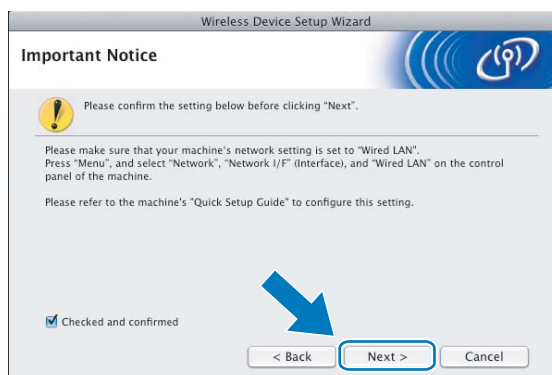 Wireless Device Setup Wizard
Important Notice
Please confirm the setting below before clicking "Next".
Please make sure that your machine's network setting is set to "Wired LAN".
Press "Menu", and select "Network", "Network I/F" (Interface), and "Wired LAN" on the control
panel of the machine.
Please refer to the machine's "Quick Setup Guide" to configure this setting.
Checked and confirmed
< Back
Next >
Cancel